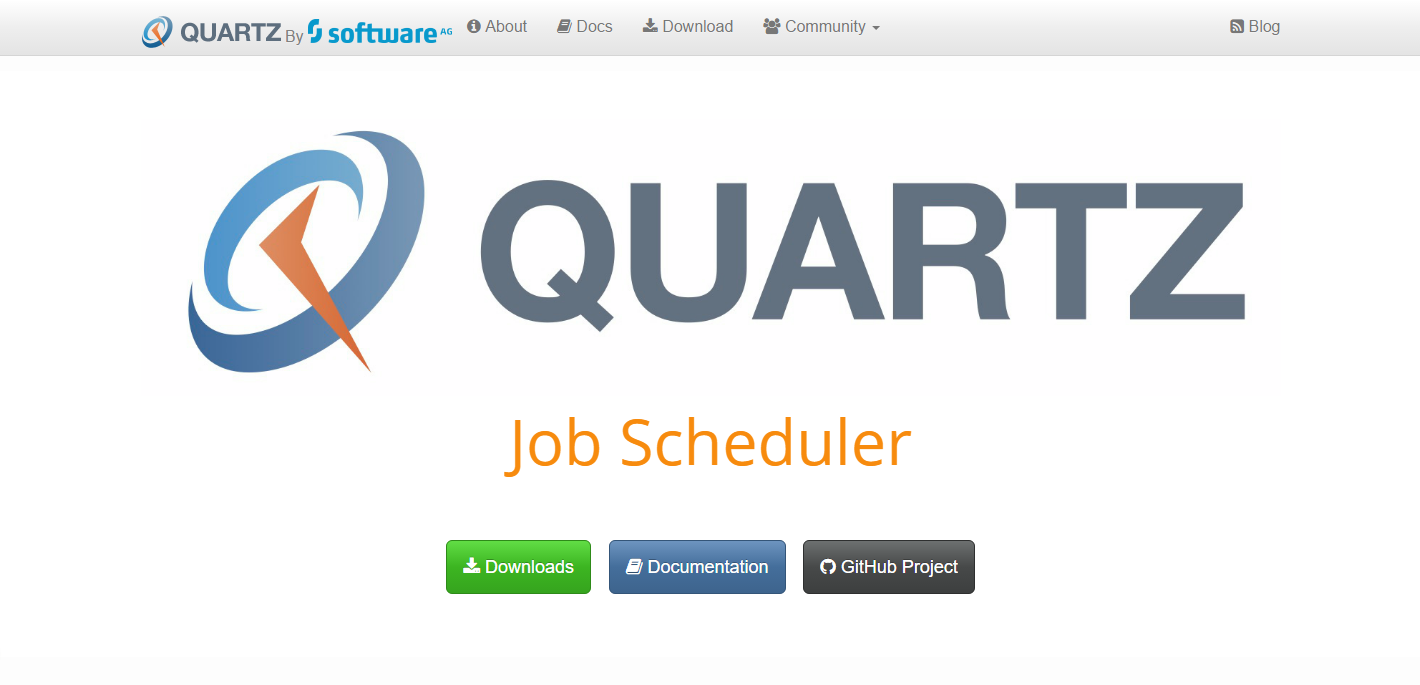 QUARTZ By software AG About Docs Download Community Blog
QUARTZ
Job Scheduler
Downloads Documentation GitHub Project